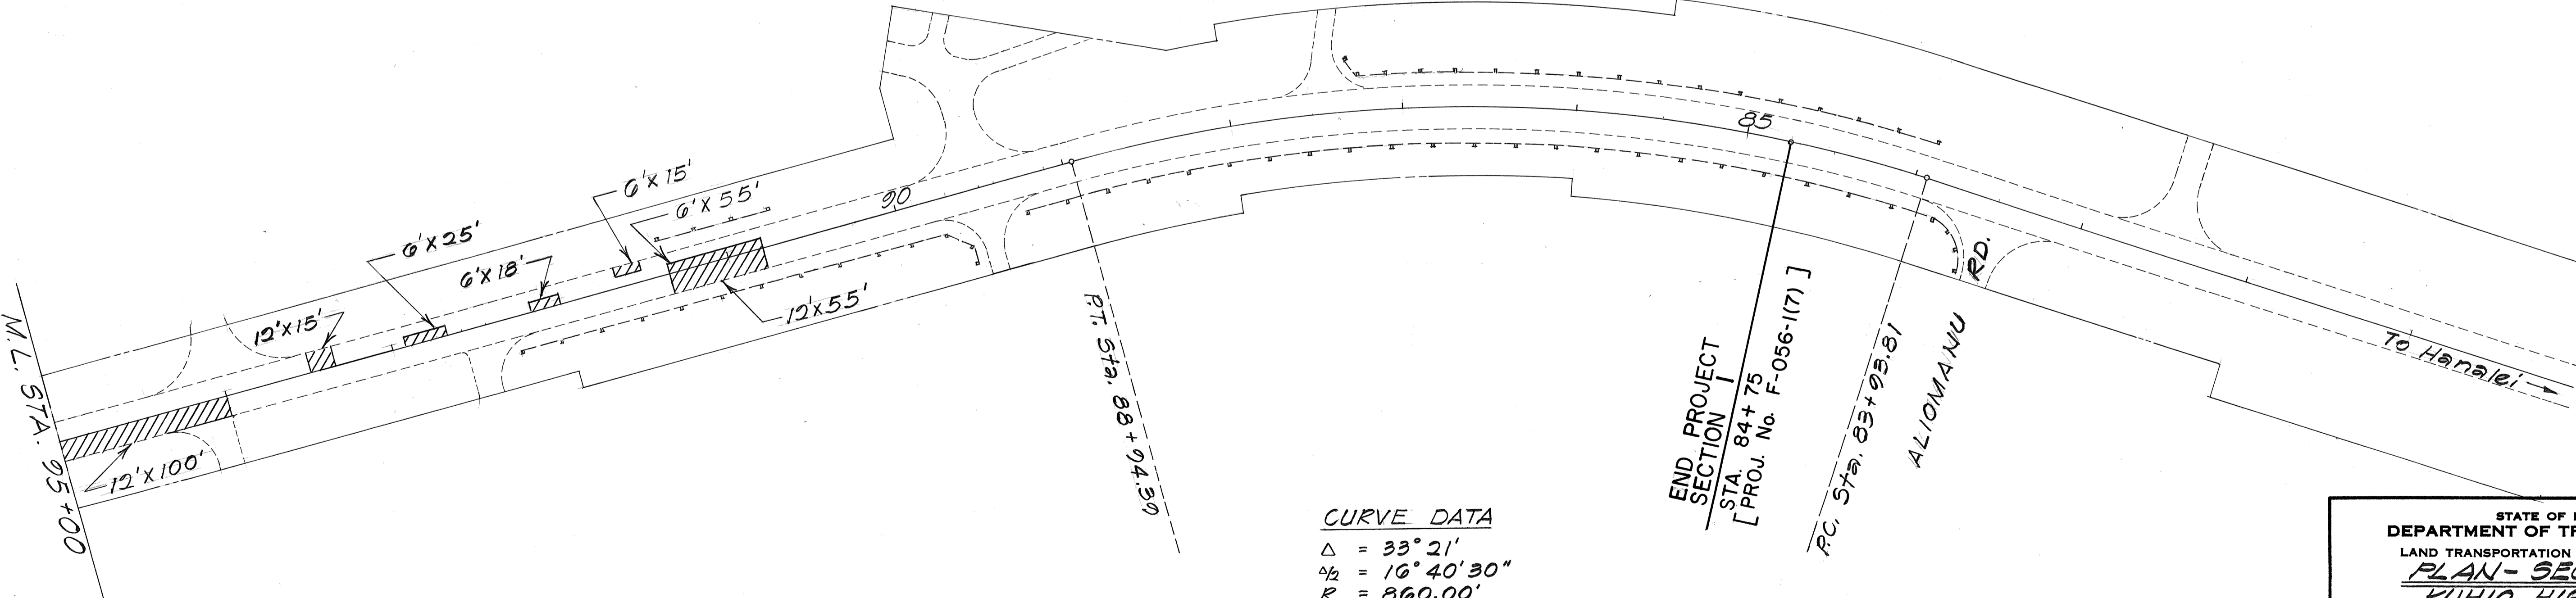 6'X15'
6'X55'
6'X25'
6'X18'
12'X15'
12'X55'
12'X100'
90
85
M.L. STA. 95+00
P.T. Sta. 88+94.39
END PROJECT
SECTION I
STA. 84+75
[PROJ. No. F-056-1(7)]
P.C. Sta. 83+93.81
ALIOMANU RD.
To Hanalei
CURVE DATA
Δ = 33°21'
Δ/2 = 16°40'30"
R = 860.00'
STATE OF
DEPARTMENT OF
LAND TRANSPORTATION
PLAN-